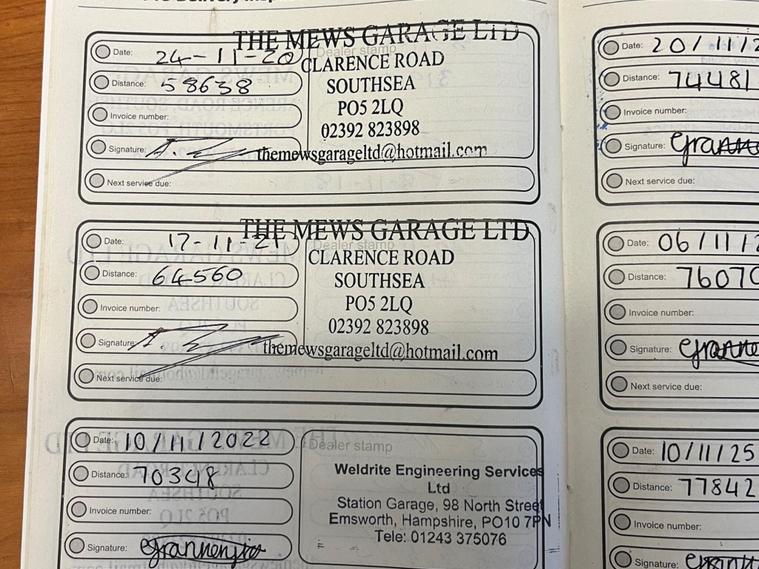 THE MEWS GARAGE LTD
Date: 24-11-20
Dealer stamp
CLARENCE ROAD
Distance: 58638
SOUTHSEA
PO5 2LQ
Invoice number:
02392 823898
Signature:
themewsgarageltd@hotmail.com
Next service due:
THE MEWS GARAGE LTD
Date: 17-11-21
Dealer stamp
CLARENCE ROAD
Distance: 64560
SOUTHSEA
PO5 2LQ
Invoice number:
02392 823898
Signature:
themewsgarageltd@hotmail.com
Next service due:
Date: 10/11/2022
Dealer stamp
Distance: 70348
Weldrite Engineering Services
Ltd
Invoice number:
Station Garage, 98 North Street
Emsworth, Hampshire, PO10 7PN
Tele: 01243 375076
Signature:
Date: 20/11/2
Distance: 74481
Invoice number:
Signature:
Next service due:
Date: 06/11/2
Distance: 7607
Invoice number:
Signature:
Next service due:
Date: 10/11/25
Distance: 77842
Invoice number:
Signature: